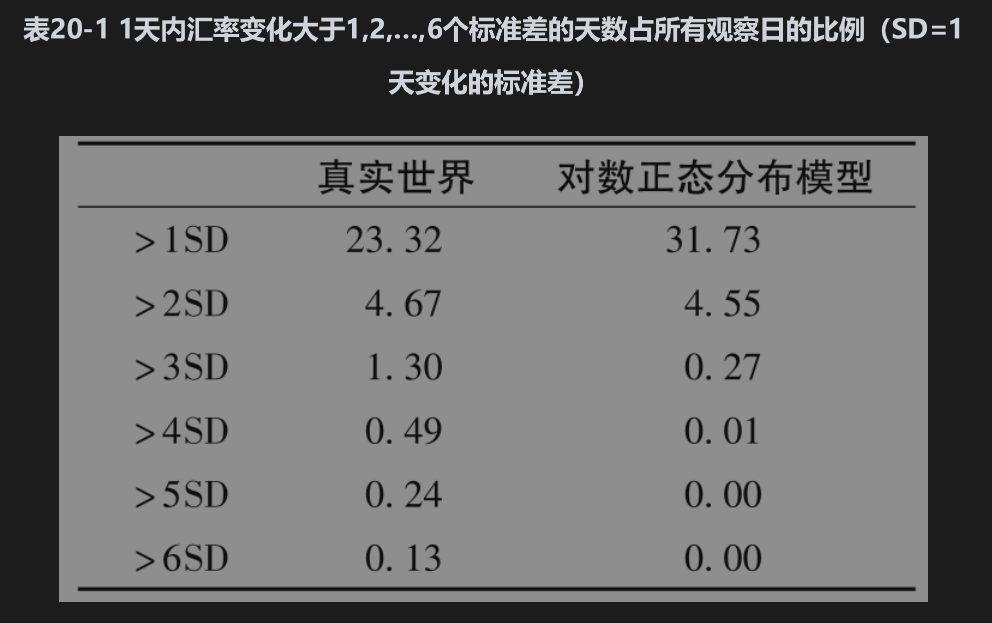 表20-1 1天内汇率变化大于1,2,...,6个标准差的天数占所有观察日的比例（SD=1
天变化的标准差）
真实世界 对数正态分布模型
>1SD 23.32 31.73
>2SD 4.67 4.55
>3SD 1.30 0.27
>4SD 0.49 0.01
>5SD 0.24 0.00
>6SD 0.13 0.00